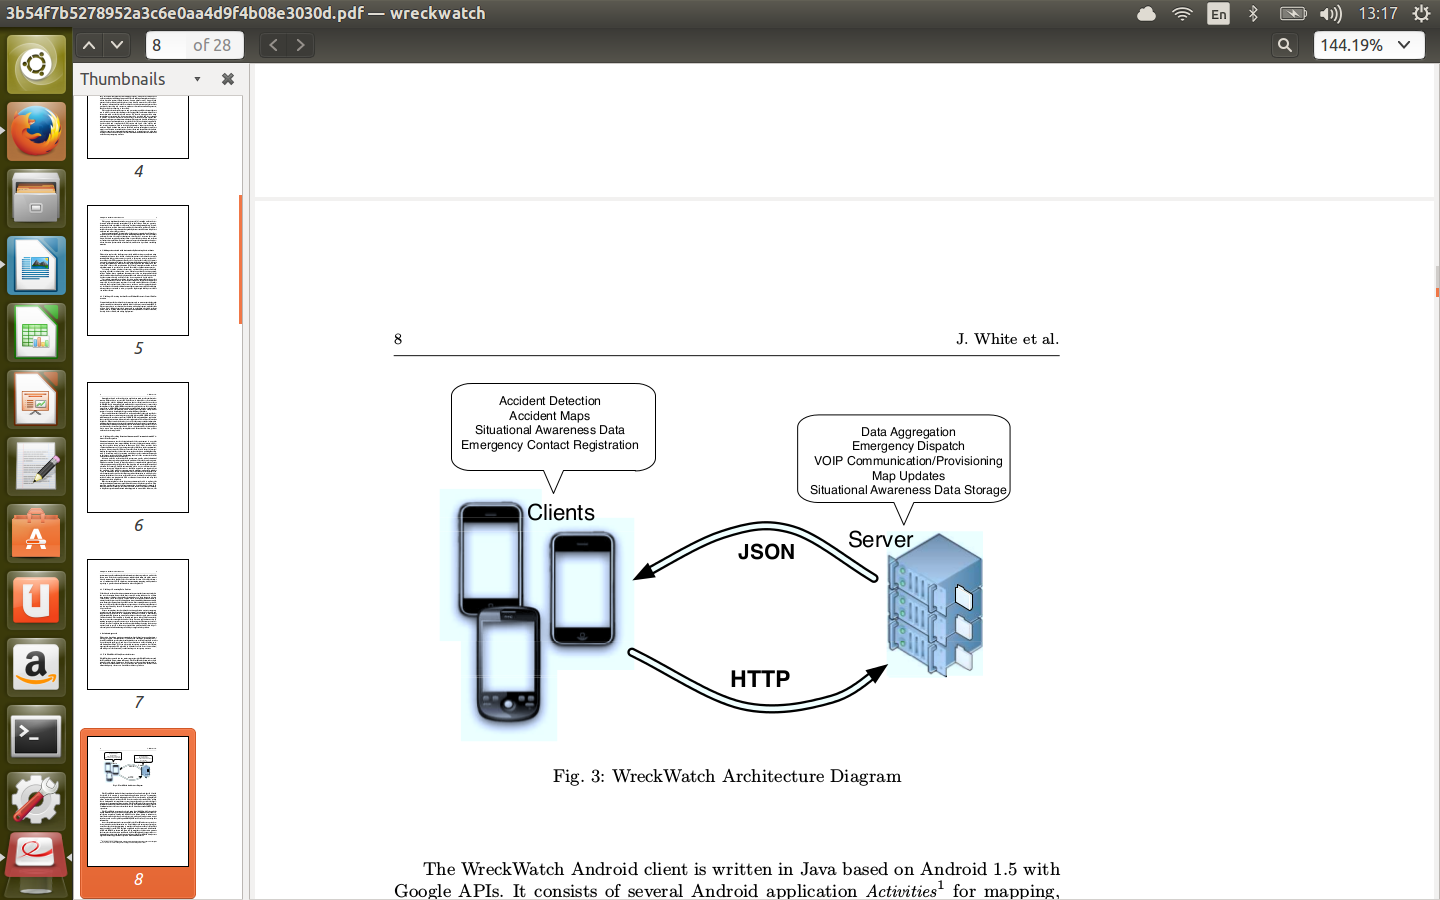 3b54f7b5278952a3c6e0aa4d9f4b08e3030d.pdf — wreckwatch
En
13:17
8 of 28
144.19%
Thumbnails
4
5
6
7
8
8 J. White et al.
Accident Detection
Accident Maps
Situational Awareness Data
Emergency Contact Registration
Data Aggregation
Emergency Dispatch
VOIP Communication/Provisioning
Map Updates
Situational Awareness Data Storage
Clients
Server
JSON
HTTP
Fig. 3: WreckWatch Architecture Diagram
The WreckWatch Android client is written in Java based on Android 1.5 with
Google APIs. It consists of several Android application Activities1 for mapping,